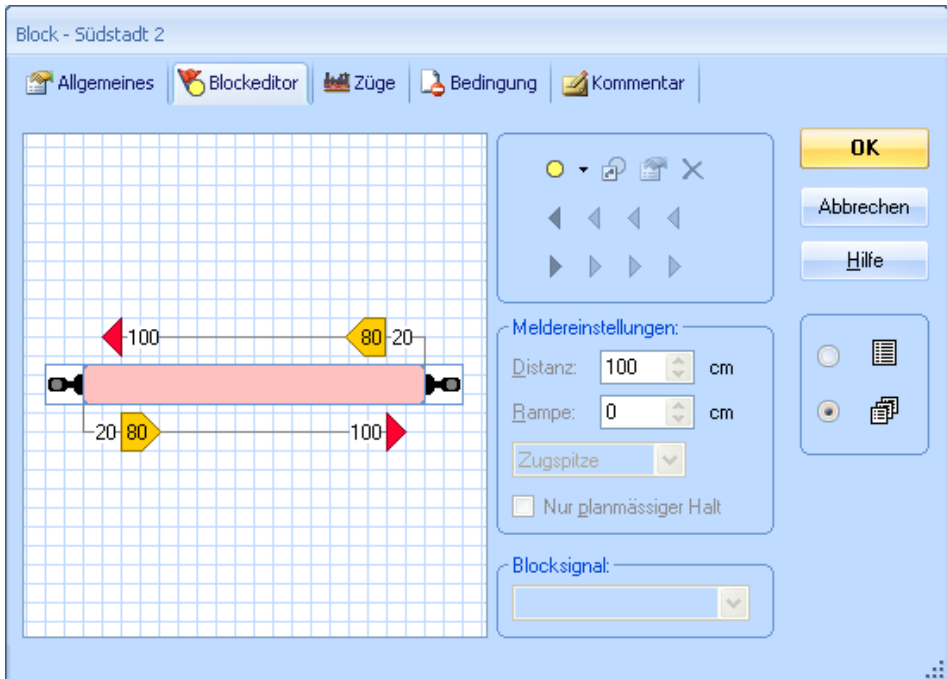 Block - Südstadt 2
Allgemeines Blockeditor Züge Bedingung Kommentar
OK
Abbrechen
Hilfe
100 80 20
20 80 100
Meldereinstellungen:
Distanz: 100 cm
Rampe: 0 cm
Zugspitze
Nur planmässiger Halt
Blocksignal: